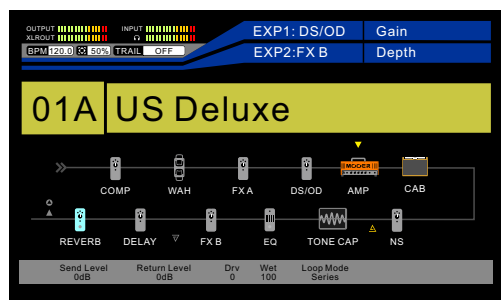 OUTPUT INPUT EXP1: DS/OD Gain
XLROUT
BPM 120.0 50% TRAIL OFF EXP2:FX B Depth
01A US Deluxe
MOOER
COMP WAH FX A DS/OD AMP CAB
REVERB DELAY FX B EQ TONE CAP NS
Send Level Return Level Drv Wet Loop Mode
0dB 0dB 0 100 Series